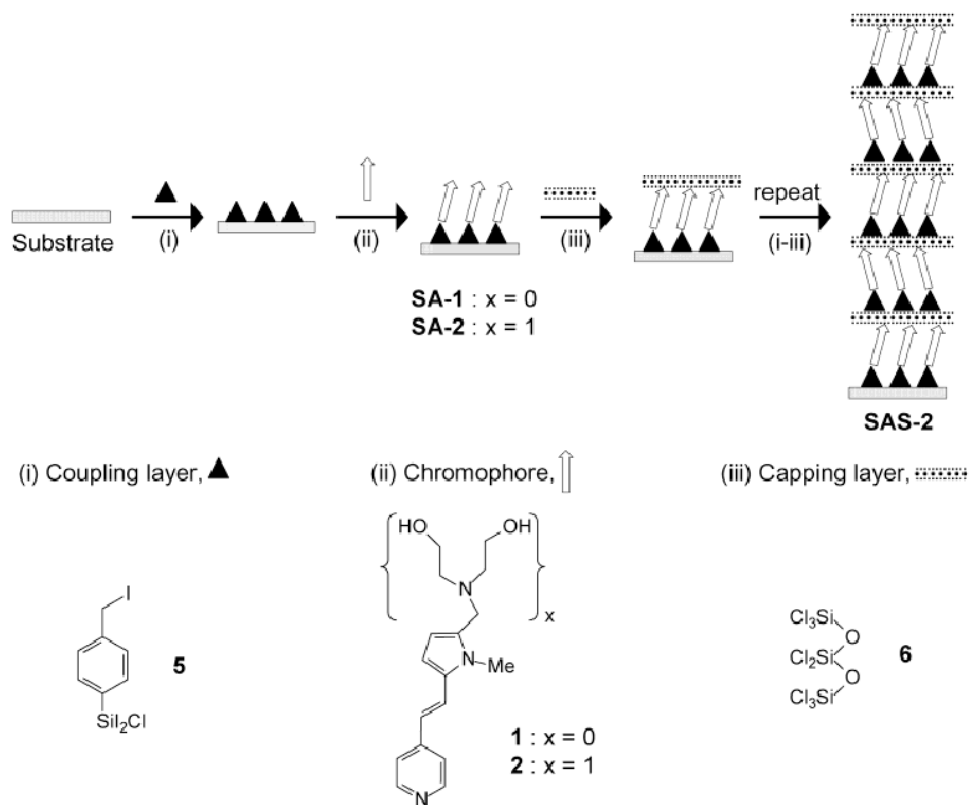 Substrate
(i)
(ii)
(iii)
repeat
(i-iii)
SA-1 : x = 0
SA-2 : x = 1
SAS-2
(i) Coupling layer,
(ii) Chromophore,
(iii) Capping layer,
I
5
SiI₂Cl
HO
OH
N
x
N
Me
N
1 : x = 0
2 : x = 1
Cl₃Si
O
Cl₂Si
O
Cl₃Si
6